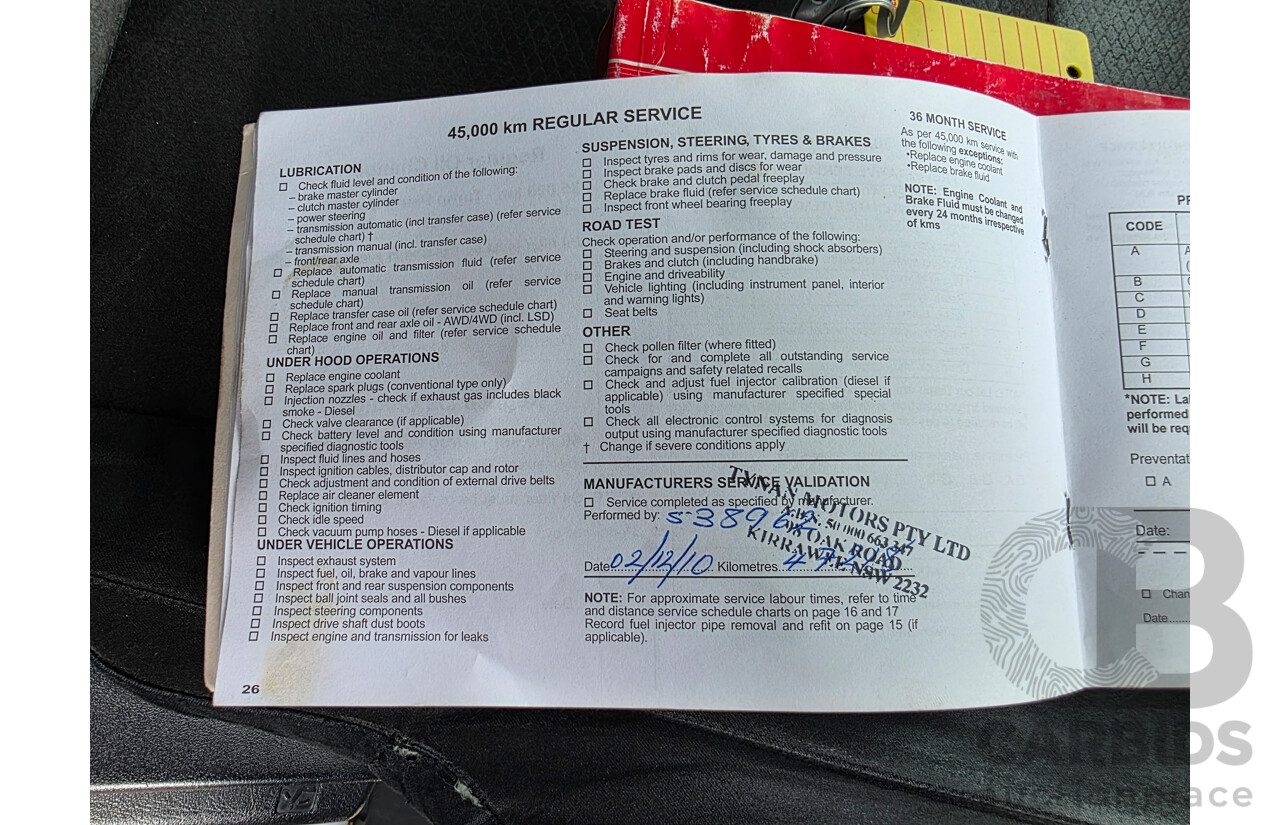 45,000 km REGULAR SERVICE
LUBRICATION
Check fluid level and condition of the following:
– brake master cylinder
– clutch master cylinder
– power steering
– transmission automatic (incl transfer case) (refer service
schedule chart) †
– transmission manual (incl. transfer case)
– front/rear axle
Replace automatic transmission fluid (refer service
schedule chart)
Replace manual transmission oil (refer service
schedule chart)
Replace transfer case oil (refer service schedule chart)
Replace front and rear axle oil - AWD/4WD (incl. LSD)
Replace engine oil and filter (refer service schedule
chart)
UNDER HOOD OPERATIONS
Replace engine coolant
Replace spark plugs (conventional type only)
Injection nozzles - check if exhaust gas includes black
smoke - Diesel
Check valve clearance (if applicable)
Check battery level and condition using manufacturer
specified diagnostic tools
Inspect fluid lines and hoses
Inspect ignition cables, distributor cap and rotor
Check adjustment and condition of external drive belts
Replace air cleaner element
Check ignition timing
Check idle speed
Check vacuum pump hoses - Diesel if applicable
UNDER VEHICLE OPERATIONS
Inspect exhaust system
Inspect fuel, oil, brake and vapour lines
Inspect front and rear suspension components
Inspect ball joint seals and all bushes
Inspect steering components
Inspect drive shaft dust boots
Inspect engine and transmission for leaks
26
SUSPENSION, STEERING, TYRES & BRAKES
Inspect tyres and rims for wear, damage and pressure
Inspect brake pads and discs for wear
Check brake and clutch pedal freeplay
Replace brake fluid (refer service schedule chart)
Inspect front wheel bearing freeplay
ROAD TEST
Check operation and/or performance of the following:
Steering and suspension (including shock absorbers)
Brakes and clutch (including handbrake)
Engine and driveability
Vehicle lighting (including instrument panel, interior
and warning lights)
Seat belts
OTHER
Check pollen filter (where fitted)
Check for and complete all outstanding service
campaigns and safety related recalls
Check and adjust fuel injector calibration (diesel if
applicable) using manufacturer specified special
tools
Check all electronic control systems for diagnosis
output using manufacturer specified diagnostic tools
† Change if severe conditions apply
MANUFACTURERS SERVICE VALIDATION
Service completed as specified by manufacturer.
Performed by:
Date 02/12/10 Kilometres
TYNAN MOTORS PTY LTD
OAK ROAD
KIRRAWEE NSW 2232
NOTE: For approximate service labour times, refer to time
and distance service schedule charts on page 16 and 17
Record fuel injector pipe removal and refit on page 15 (if
applicable).
36 MONTH SERVICE
As per 45,000 km service with
the following exceptions:
•Replace engine coolant
•Replace brake fluid
NOTE: Engine Coolant and
Brake Fluid must be changed
every 24 months irrespective
of kms
CODE
A
B
C
D
E
F
G
H
*NOTE:
performed
will be
A
Date:
Date
CB
CARBIDS